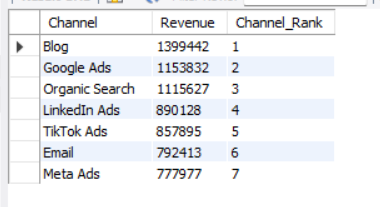 Channel Revenue Channel_Rank
Blog 1399442 1
Google Ads 1153832 2
Organic Search 1115627 3
LinkedIn Ads 890128 4
TikTok Ads 857895 5
Email 792413 6
Meta Ads 777977 7